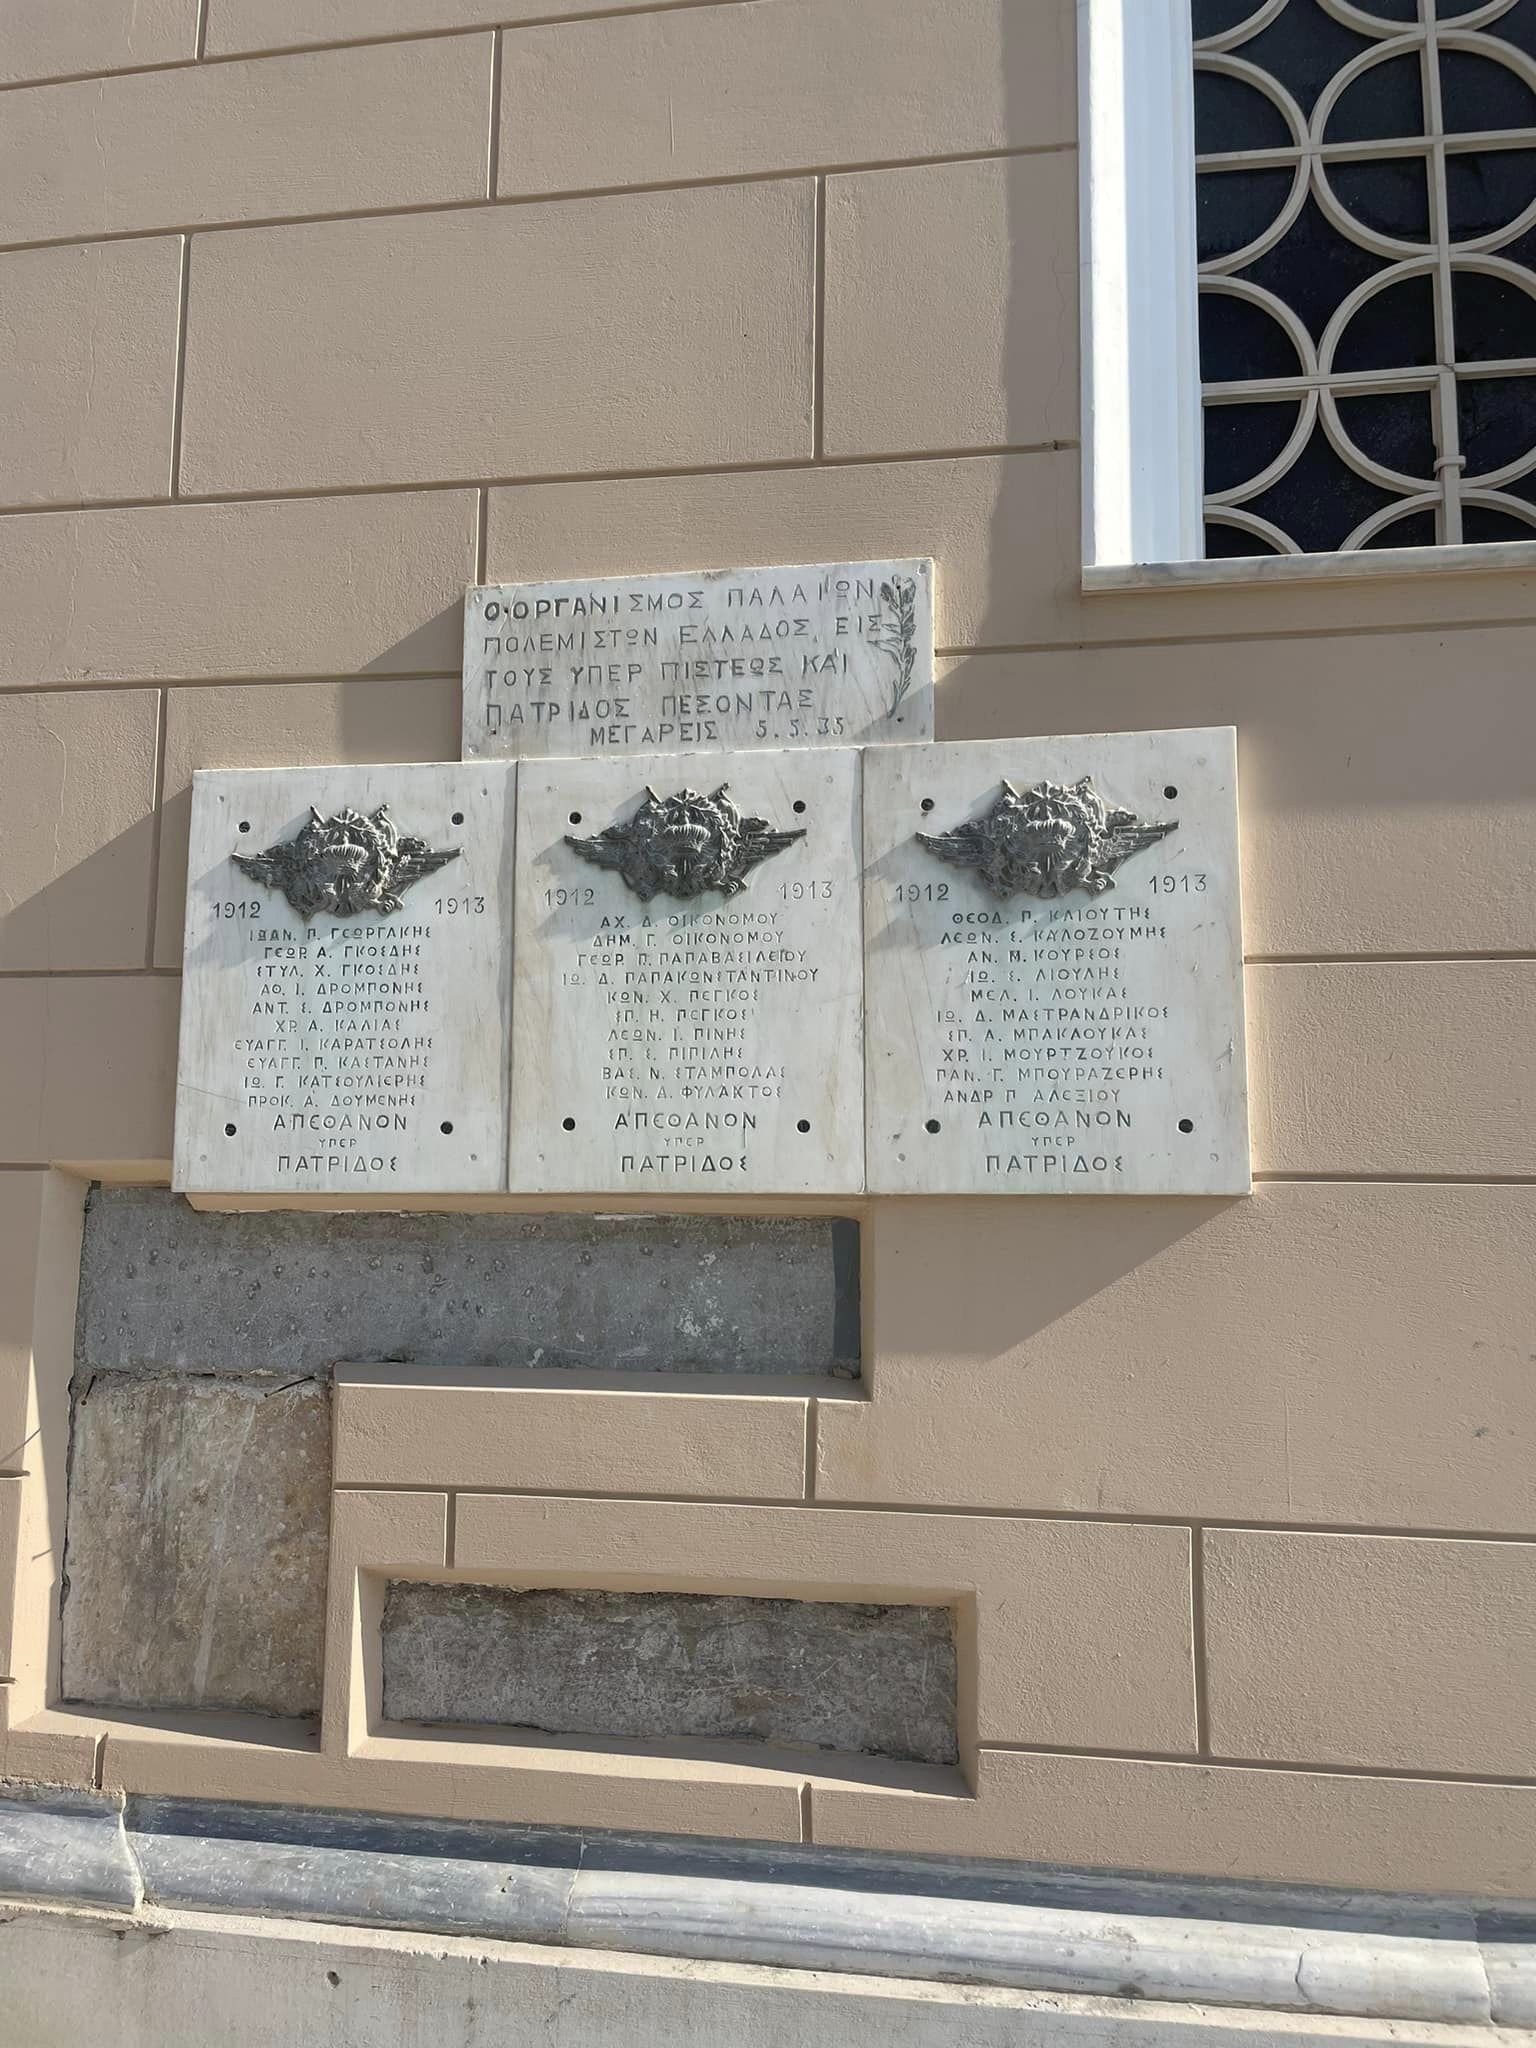 Ο ΟΡΓΑΝΙΣΜΟΣ ΠΑΛΑΙΩΝ
ΠΟΛΕΜΙΣΤΩΝ ΕΛΛΑΔΟΣ, ΕΙΣ
ΤΟΥΣ ΥΠΕΡ ΠΙΣΤΕΩΣ ΚΑΙ
ΠΑΤΡΙΔΟΣ ΠΕΣΟΝΤΑΣ
ΜΕΓΑΡΕΙΣ 5.5.35
1912 1913
ΙΩΑΝ. Π. ΓΕΩΡΓΑΚΗΣ
ΓΕΩΡ. Α. ΓΚΟΣΔΗΣ
ΣΤΥΛ. Χ. ΓΚΟΣΔΗΣ
ΑΘ. Ι. ΔΡΟΜΠΟΝΗΣ
ΑΝΤ. Σ. ΔΡΟΜΠΟΝΗΣ
ΧΡ. Α. ΚΑΛΙΑΣ
ΕΥΑΓΓ. Ι. ΚΑΡΑΤΣΟΛΗΣ
ΕΥΑΓΓ. Π. ΚΑΣΤΑΝΗΣ
ΙΩ. Γ. ΚΑΤΣΟΥΛΙΕΡΗΣ
ΠΡΟΚ. Α. ΔΟΥΜΕΝΗΣ
ΑΠΕΘΑΝΟΝ
ΥΠΕΡ
ΠΑΤΡΙΔΟΣ
1912 1913
ΑΧ. Δ. ΟΙΚΟΝΟΜΟΥ
ΔΗΜ. Γ. ΟΙΚΟΝΟΜΟΥ
ΓΕΩΡ. Π. ΠΑΠΑΒΑΣΙΛΕΙΟΥ
ΙΩ. Δ. ΠΑΠΑΚΩΝΣΤΑΝΤΙΝΟΥ
ΚΩΝ. Χ. ΠΕΓΚΟΣ
ΣΠ. Η. ΠΕΓΚΟΣ
ΛΕΩΝ. Ι. ΠΙΝΗΣ
ΣΠ. Σ. ΠΙΠΙΛΗΣ
ΒΑΣ. Ν. ΣΤΑΜΠΟΛΑΣ
ΚΩΝ. Δ. ΦΥΛΑΚΤΟΣ
ΑΠΕΘΑΝΟΝ
ΥΠΕΡ
ΠΑΤΡΙΔΟΣ
1912 1913
ΘΕΟΔ. Π. ΚΛΙΟΥΤΗΣ
ΛΕΩΝ. Σ. ΚΑΛΟΖΟΥΜΗΣ
ΑΝ. Μ. ΚΟΥΡΕΟΣ
ΙΩ. Σ. ΛΙΟΥΛΗΣ
ΜΕΛ. Ι. ΛΟΥΚΑΣ
ΙΩ. Δ. ΜΑΣΤΡΑΝΔΡΙΚΟΣ
ΣΠ. Α. ΜΠΑΚΛΟΥΚΑΣ
ΧΡ. Ι. ΜΟΥΡΤΖΟΥΚΟΣ
ΠΑΝ. Γ. ΜΠΟΥΡΑΖΕΡΗΣ
ΑΝΔΡ. Π. ΑΛΕΞΙΟΥ
ΑΠΕΘΑΝΟΝ
ΥΠΕΡ
ΠΑΤΡΙΔΟΣ